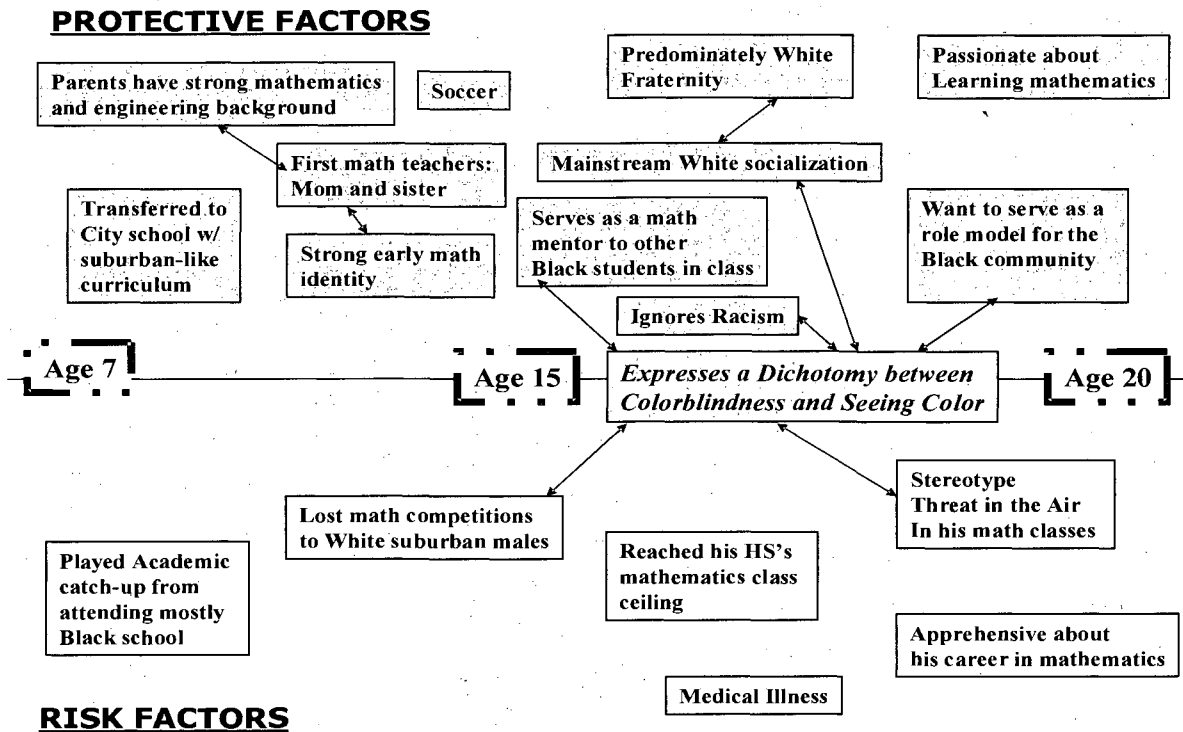 PROTECTIVE FACTORS
Parents have strong mathematics
and engineering background
Soccer
Predominately White
Fraternity
Passionate about
Learning mathematics
First math teachers:
Mom and sister
Mainstream White socialization
Transferred to
City school w/
suburban-like
curriculum
Strong early math
identity
Serves as a math
mentor to other
Black students in class
Want to serve as a
role model for the
Black community
Ignores Racism
Age 7
Age 15
Expresses a Dichotomy between
Colorblindness and Seeing Color
Age 20
Lost math competitions
to White suburban males
Stereotype
Threat in the Air
In his math classes
Played Academic
catch-up from
attending mostly
Black school
Reached his HS's
mathematics class
ceiling
Apprehensive about
his career in mathematics
Medical Illness
RISK FACTORS